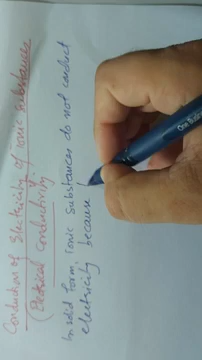 Conduction of Electricity of ionic substances
(Electrical conductivity)
In solid form, ionic substances do not conduct
electricity because